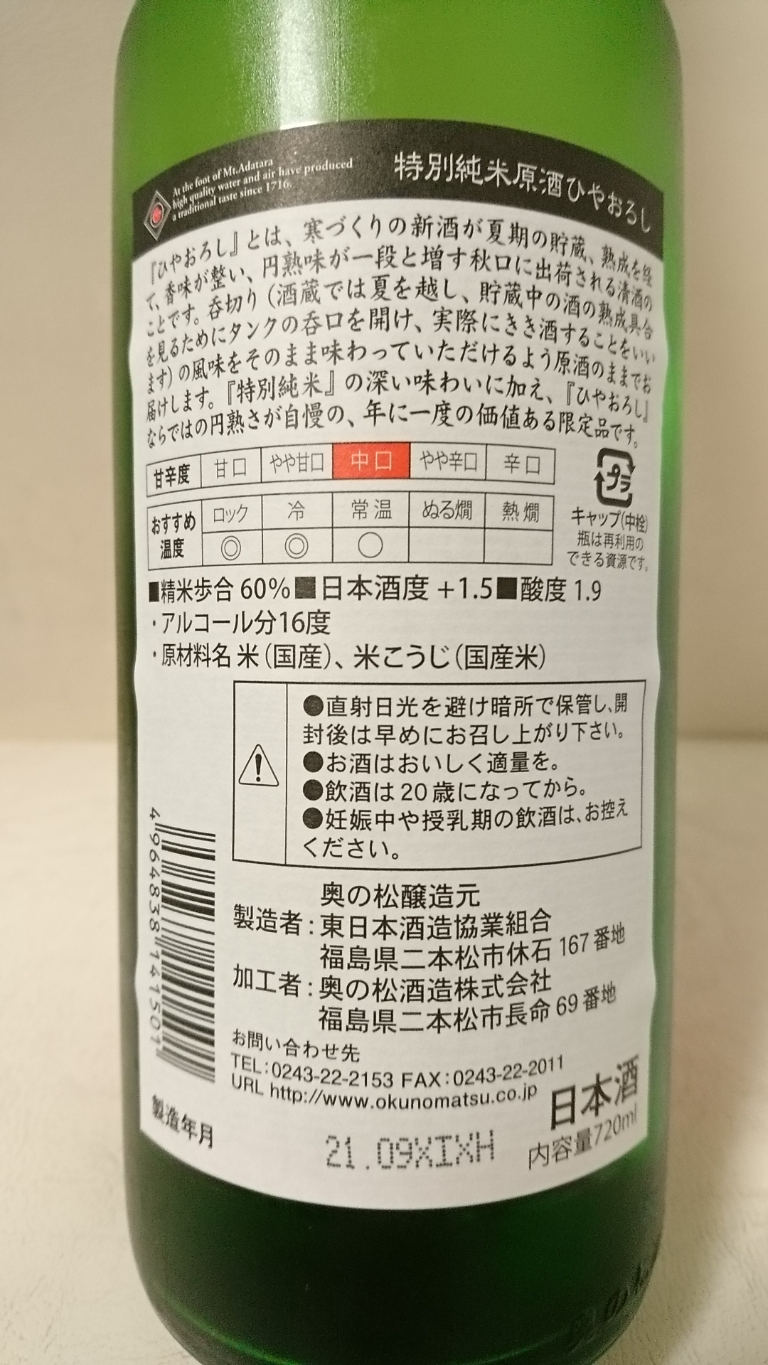 At the foot of Mt.Adatara
high quality water and air have produced
a traditional taste since 1716.
特別純米原酒ひやおろし
『ひやおろし』とは、寒づくりの新酒が夏期の貯蔵、熟成を経
て、香味が整い、円熟味が一段と増す秋口に出荷される清酒の
ことです。呑切り（酒蔵では夏を越し、貯蔵中の酒の熟成具合
を見るためにタンクの呑口を開け、実際にきき酒することをいい
ます）の風味をそのまま味わっていただけるよう原酒のままでお
届けします。『特別純米』の深い味わいに加え、『ひやおろし』
ならではの円熟さが自慢の、年に一度の価値ある限定品です。
甘辛度 甘口 やや甘口 中口 やや辛口 辛口
おすすめ温度 ロック 冷 常温 ぬる燗 熱燗
◎ ◎ ○
プラ
キャップ(中栓)
瓶は再利用の
できる資源です。
■精米歩合 60%■日本酒度 +1.5■酸度 1.9
・アルコール分16度
・原材料名 米（国産）、米こうじ（国産米）
●直射日光を避け暗所で保管し、開
封後は早めにお召し上がり下さい。
●お酒はおいしく適量を。
●飲酒は20歳になってから。
●妊娠中や授乳期の飲酒は、お控え
ください。
4964838141501
奥の松醸造元
製造者：東日本酒造協業組合
福島県二本松市休石167番地
加工者：奥の松酒造株式会社
福島県二本松市長命69番地
お問い合わせ先
TEL：0243-22-2153 FAX：0243-22-2011
URL http://www.okunomatsu.co.jp
日本酒
内容量720ml
製造年月
21.09XIXH